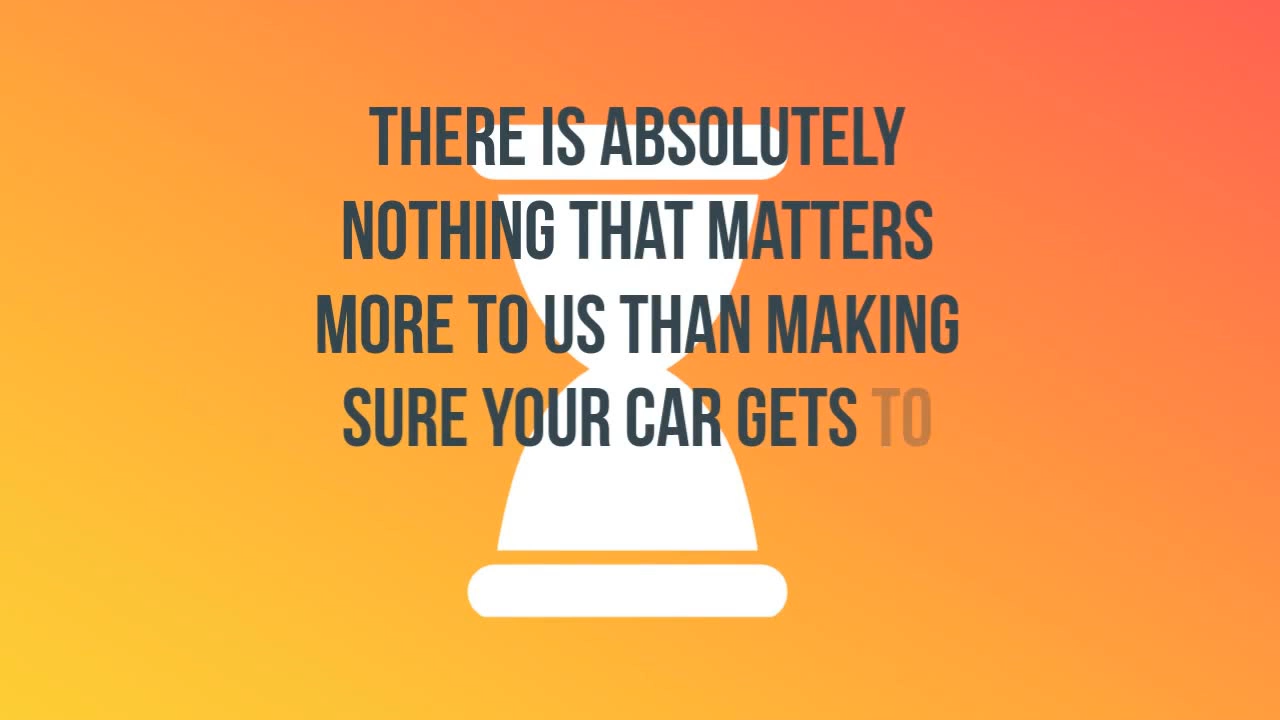 THERE IS ABSOLUTELY
NOTHING THAT MATTERS
MORE TO US THAN MAKING
SURE YOUR CAR GETS TO